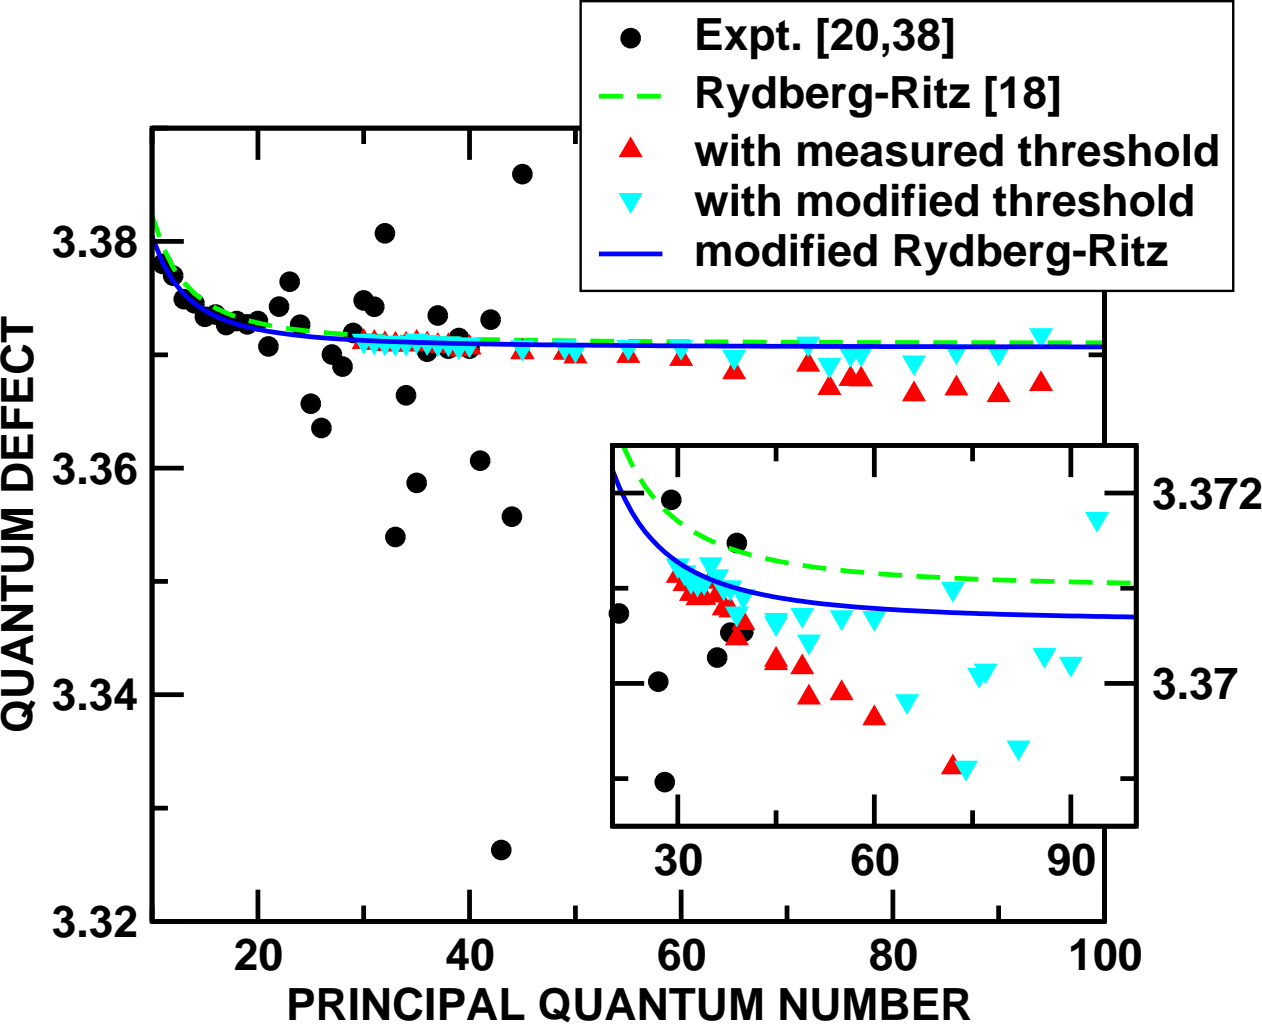 Expt. [20,38]
Rydberg-Ritz [18]
with measured threshold
with modified threshold
modified Rydberg-Ritz
3.38
3.36
3.34
3.32
QUANTUM DEFECT
3.372
3.37
30 60 90
20 40 60 80 100
PRINCIPAL QUANTUM NUMBER